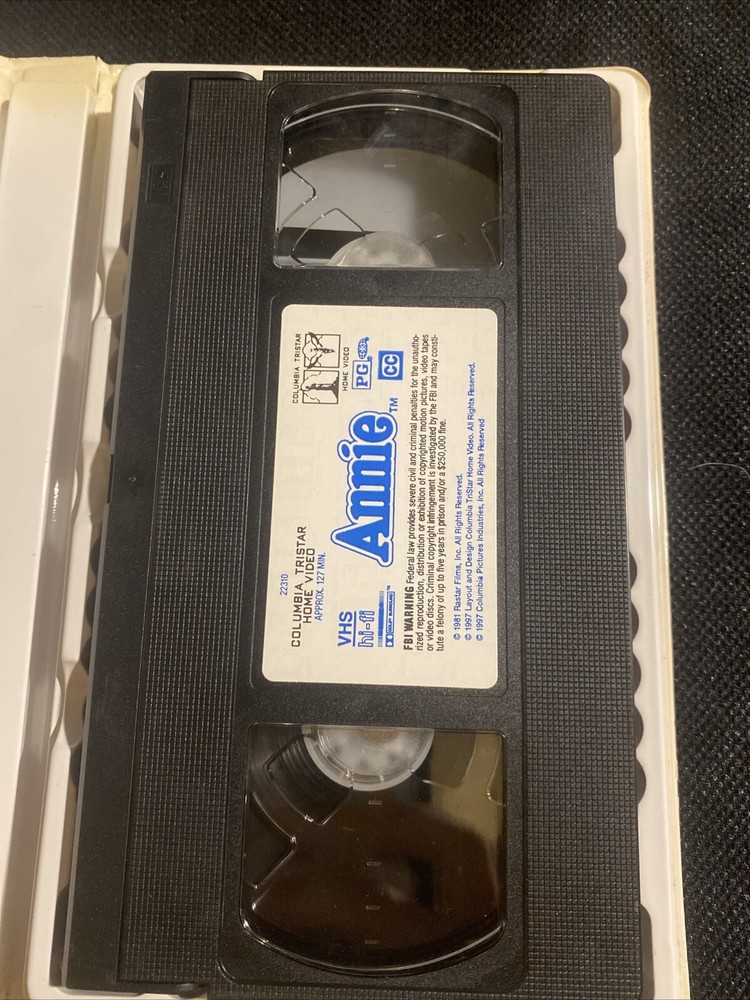 22310
COLUMBIA TRISTAR
HOME VIDEO
APPROX. 127 MIN.
COLUMBIA TRISTAR
HOME VIDEO
VHS
hi-fi
DOLBY SURROUND
Annie™
PG
CC
FBI WARNING Federal law provides severe civil and criminal penalties for the unautho-
rized reproduction, distribution or exhibition of copyrighted motion pictures, video tapes
or video discs. Criminal copyright infringement is investigated by the FBI and may consti-
tute a felony of up to five years in prison and/or a $250,000 fine.
© 1981 Rastar Films, Inc. All Rights Reserved.
© 1997 Layout and Design Columbia TriStar Home Video. All Rights Reserved.
© 1997 Columbia Pictures Industries, Inc. All Rights Reserved